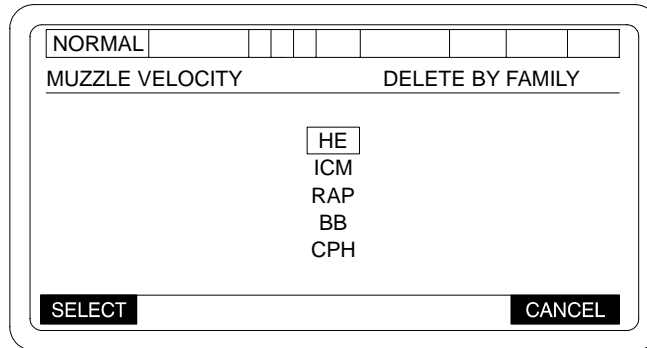 NORMAL
MUZZLE VELOCITY DELETE BY FAMILY
HE
ICM
RAP
BB
CPH
SELECT CANCEL